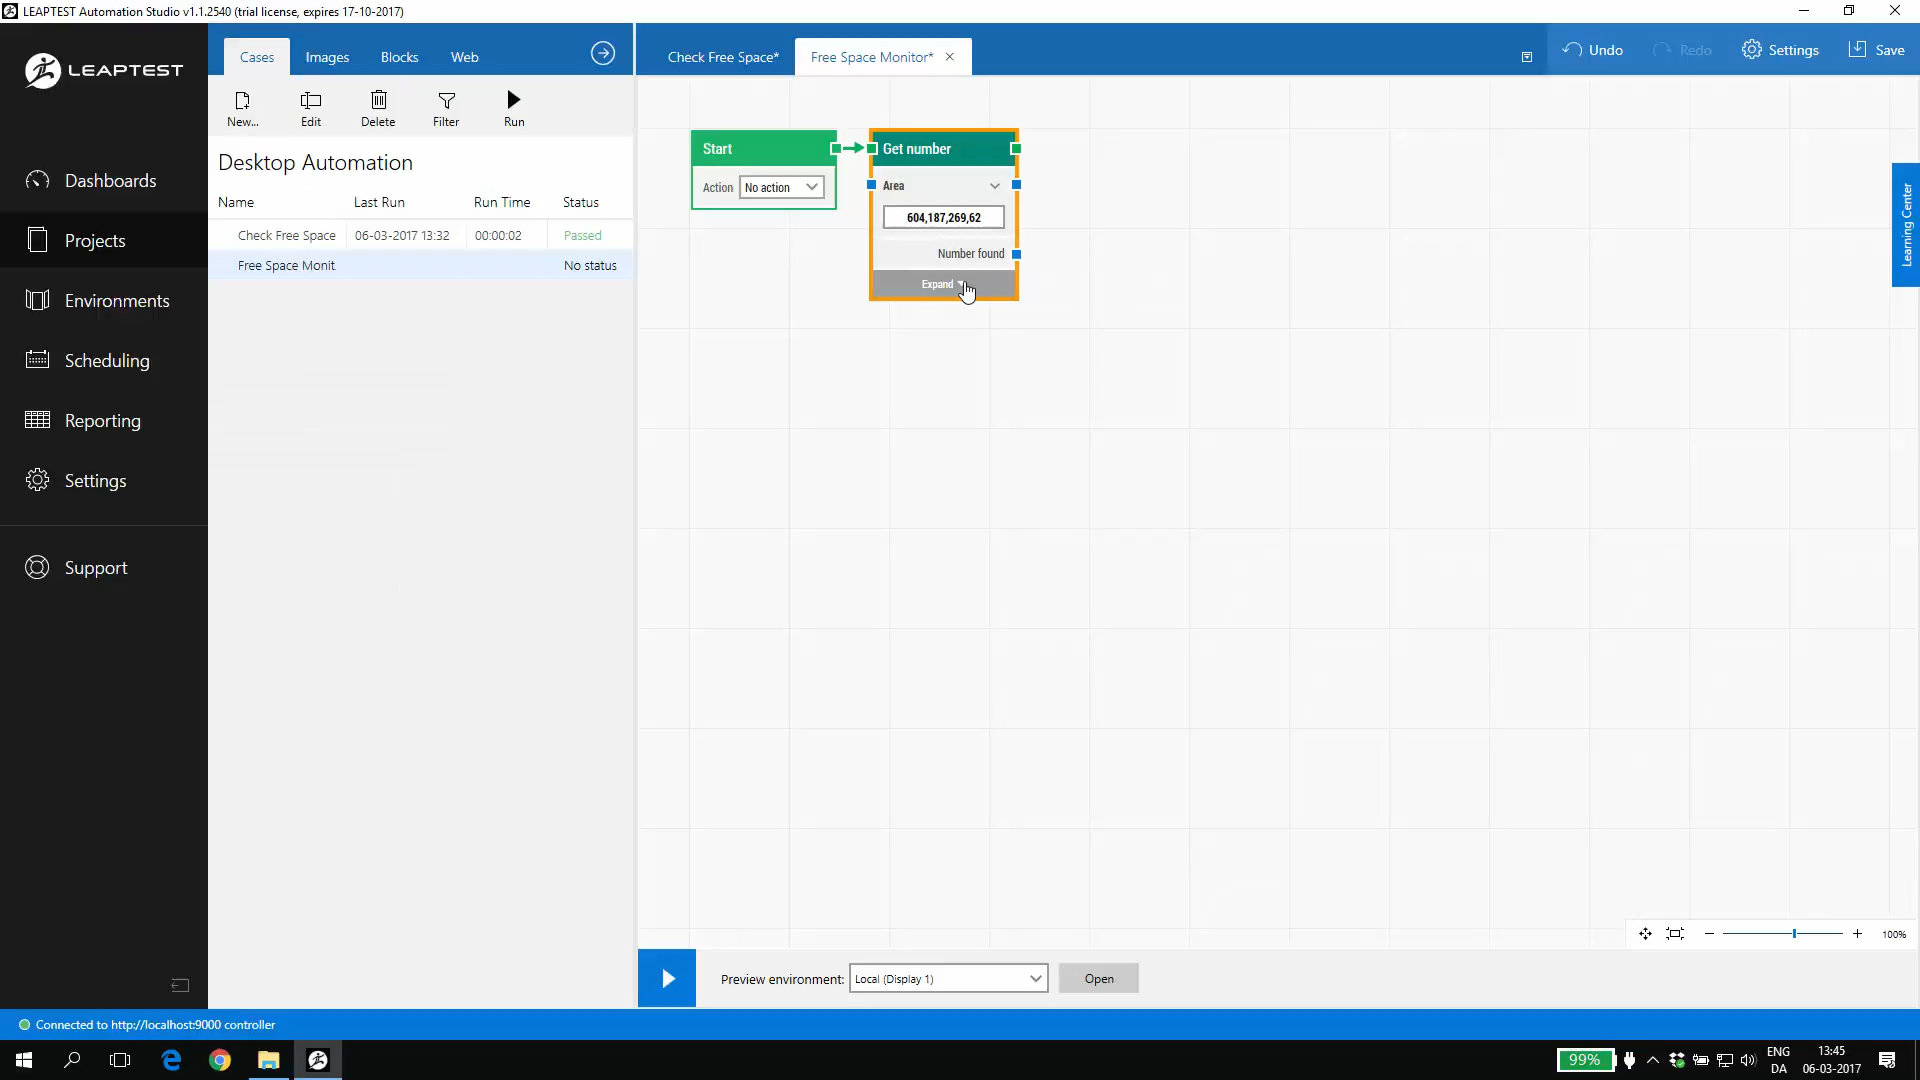 LEAPTEST Automation Studio v1.1.2540 (trial license, expires 17-10-2017)
LEAPTEST
Dashboards
Projects
Environments
Scheduling
Reporting
Settings
Support
Cases Images Blocks Web
New... Edit Delete Filter Run
Desktop Automation
Name Last Run Run Time Status
Check Free Space 06-03-2017 13:32 00:00:02 Passed
Free Space Monit No status
Check Free Space* Free Space Monitor*
Undo Redo Settings Save
Start
Action No action
Get number
Area
604,187,269,62
Number found
Expand
Learning Center
100%
Preview environment: Local (Display 1) Open
Connected to http://localhost:9000 controller
99%
ENG
DA
13:45
06-03-2017